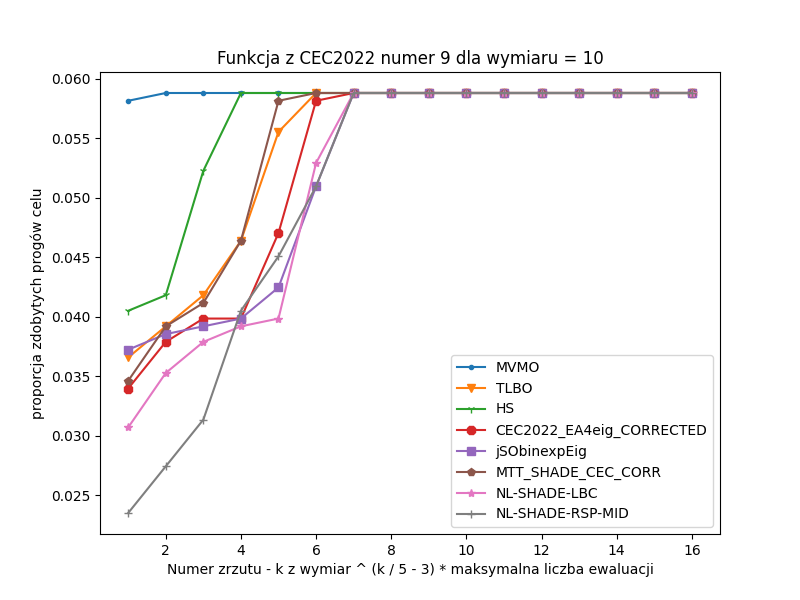 Funkcja z CEC2022 numer 9 dla wymiaru = 10
proporcja zdobytych progów celu
0.060
0.055
0.050
0.045
0.040
0.035
0.030
0.025
MVMO
TLBO
HS
CEC2022_EA4eig_CORRECTED
jSObinexpEig
MTT_SHADE_CEC_CORR
NL-SHADE-LBC
NL-SHADE-RSP-MID
2 4 6 8 10 12 14 16
Numer zrzutu - k z wymiar ^ (k / 5 - 3) * maksymalna liczba ewaluacji